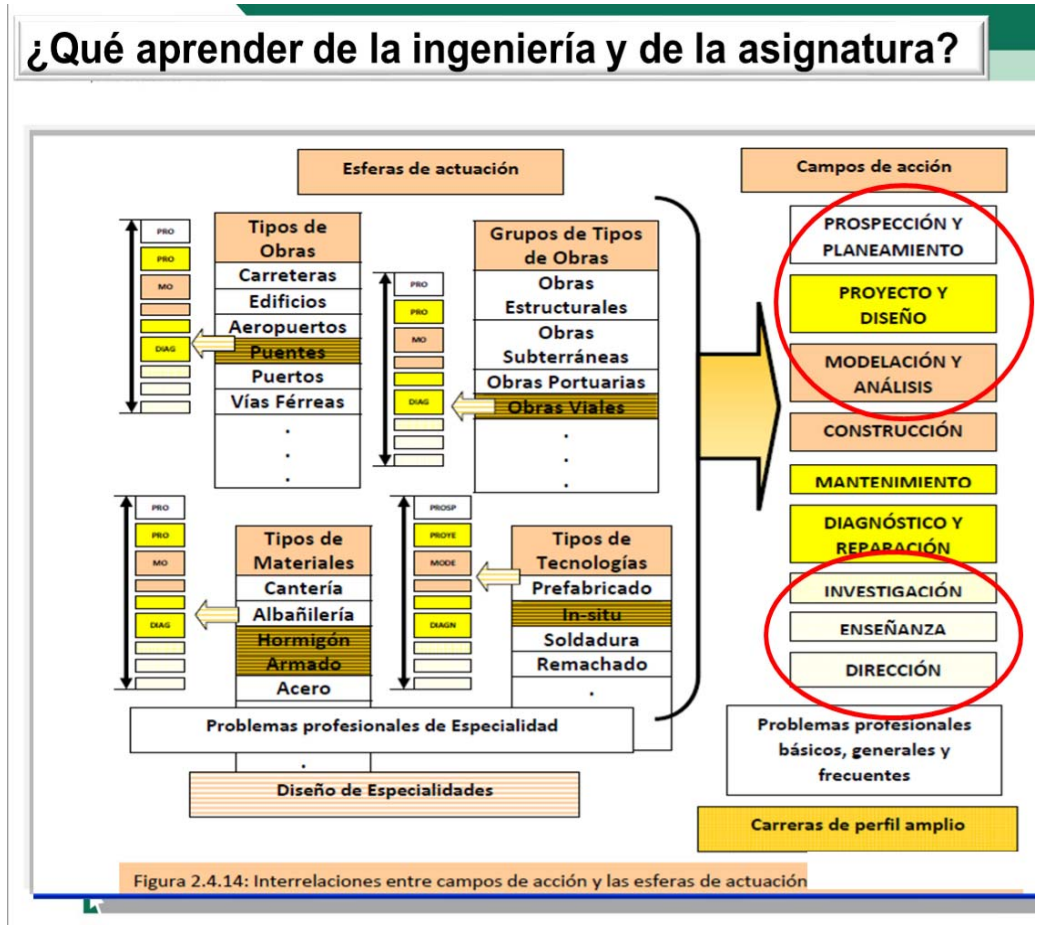 ¿Qué aprender de la ingeniería y de la asignatura?
Esferas de actuación
Campos de acción
PRO
PRO
MO
DIAG
Tipos de
Obras
Carreteras
Edificios
Aeropuertos
Puentes
Puertos
Vías Férreas
.
.
.
PRO
PRO
MO
DIAG
Grupos de Tipos
de Obras
Obras
Estructurales
Obras
Subterráneas
Obras Portuarias
Obras Viales
.
.
.
PRO
PRO
MO
DIAG
Tipos de
Materiales
Cantería
Albañilería
Hormigón
Armado
Acero
.
PROSP
PROYE
MODE
DIAGN
Tipos de
Tecnologías
Prefabricado
In-situ
Soldadura
Remachado
.
Problemas profesionales de Especialidad
Diseño de Especialidades
PROSPECCIÓN Y
PLANEAMIENTO
PROYECTO Y
DISEÑO
MODELACIÓN Y
ANÁLISIS
CONSTRUCCIÓN
MANTENIMIENTO
DIAGNÓSTICO Y
REPARACIÓN
INVESTIGACIÓN
ENSEÑANZA
DIRECCIÓN
Problemas profesionales
básicos, generales y
frecuentes
Carreras de perfil amplio
Figura 2.4.14: Interrelaciones entre campos de acción y las esferas de actuación